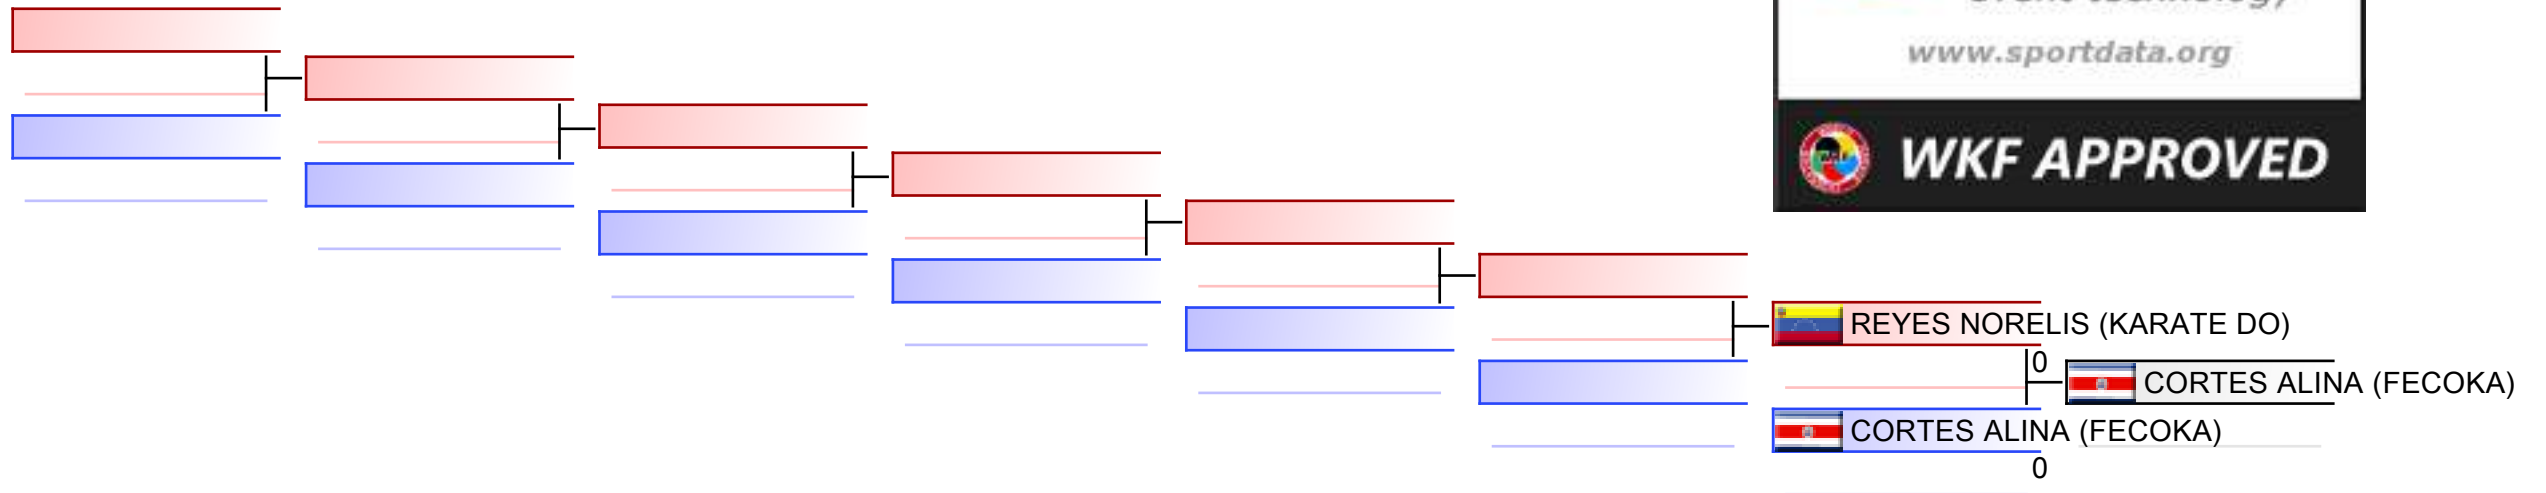 www.sportdata.org
WKF APPROVED
REYES NORELIS (KARATE DO)
0
CORTES ALINA (FECOKA)
CORTES ALINA (FECOKA)
0